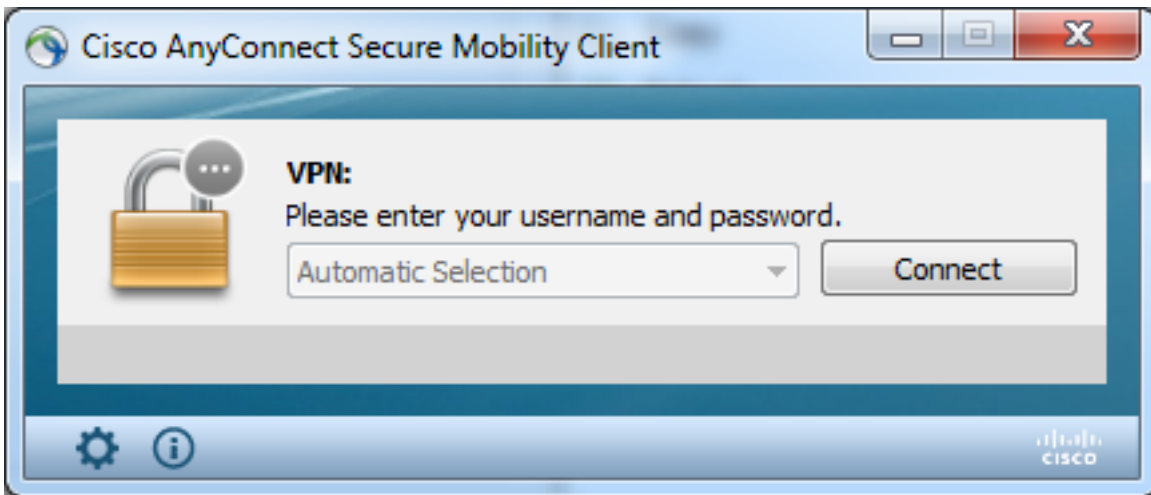 Cisco AnyConnect Secure Mobility Client
VPN:
Please enter your username and password.
Automatic Selection
Connect
CISCO